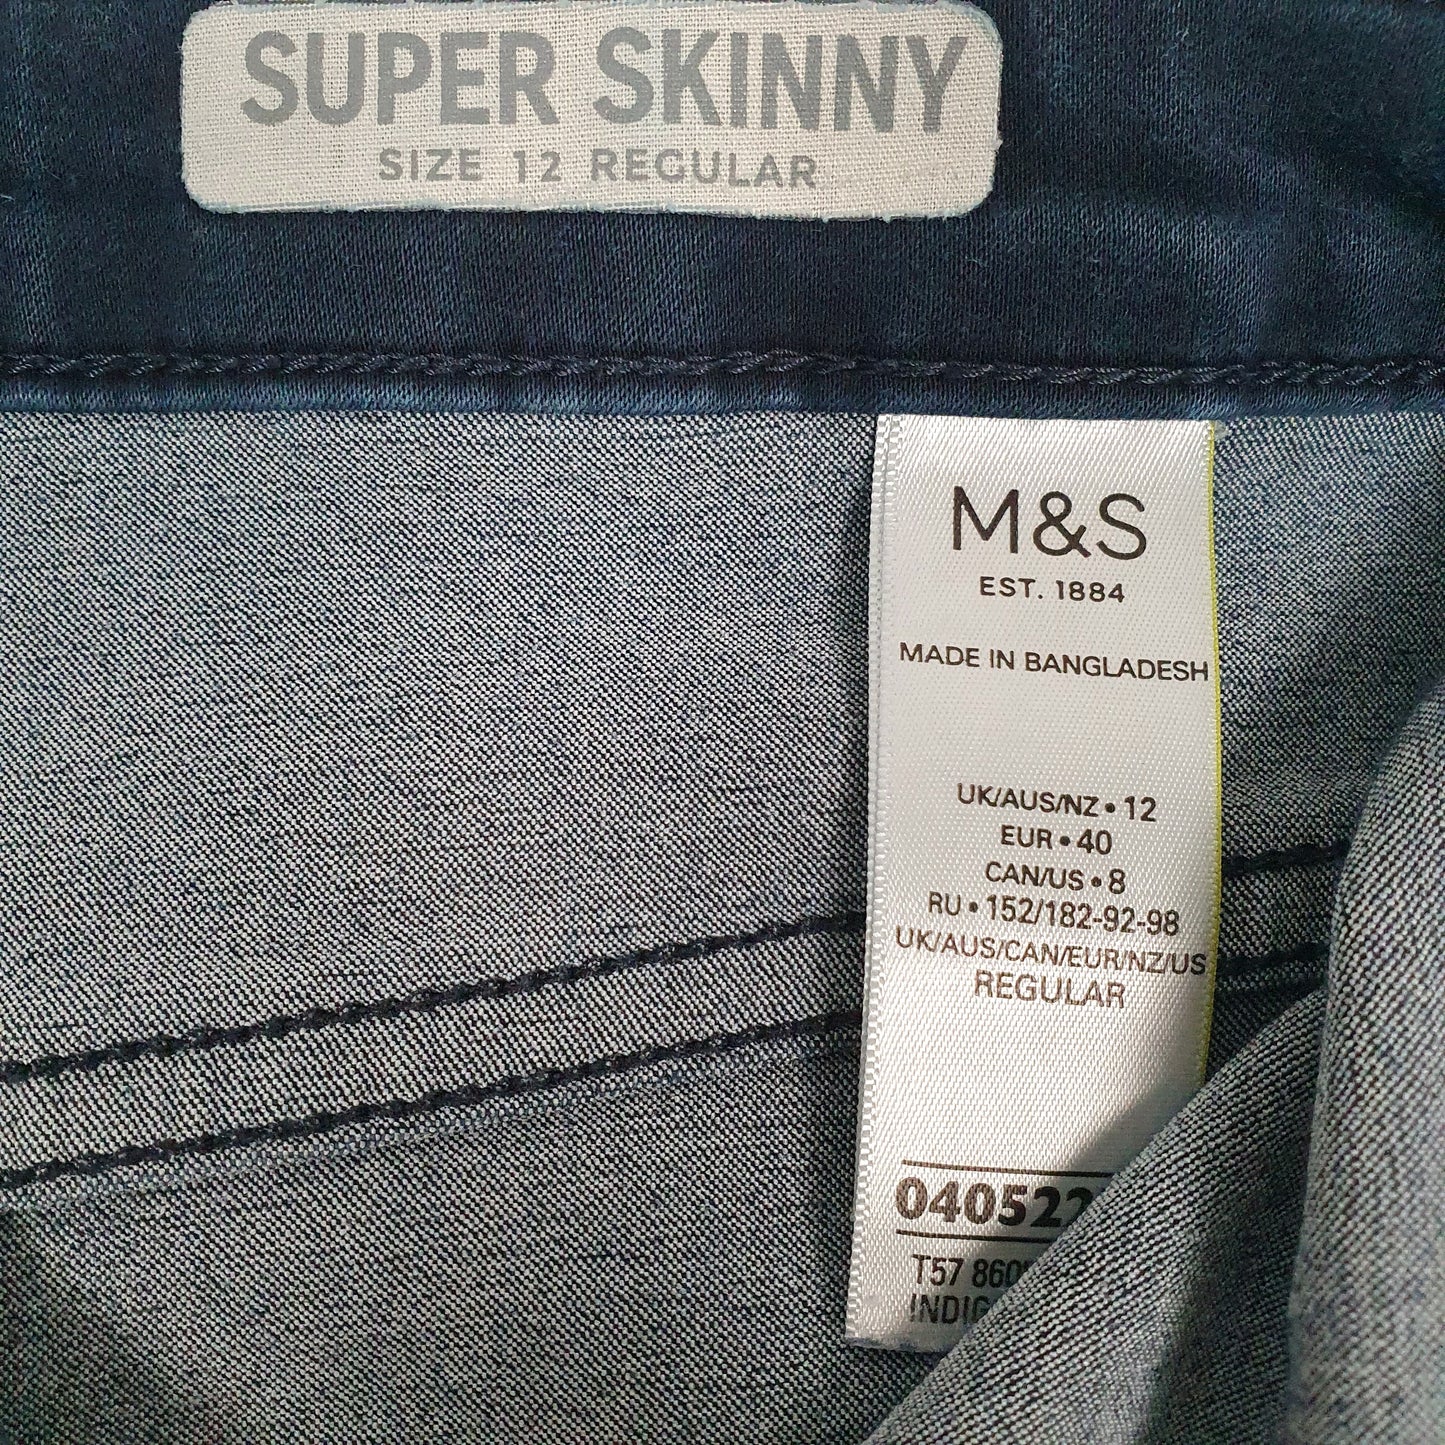 SUPER SKINNY
SIZE 12 REGULAR
M&S
EST. 1884
MADE IN BANGLADESH
UK/AUS/NZ • 12
EUR • 40
CAN/US • 8
RU • 152/182-92-98
UK/AUS/CAN/EUR/NZ/US
REGULAR
T57